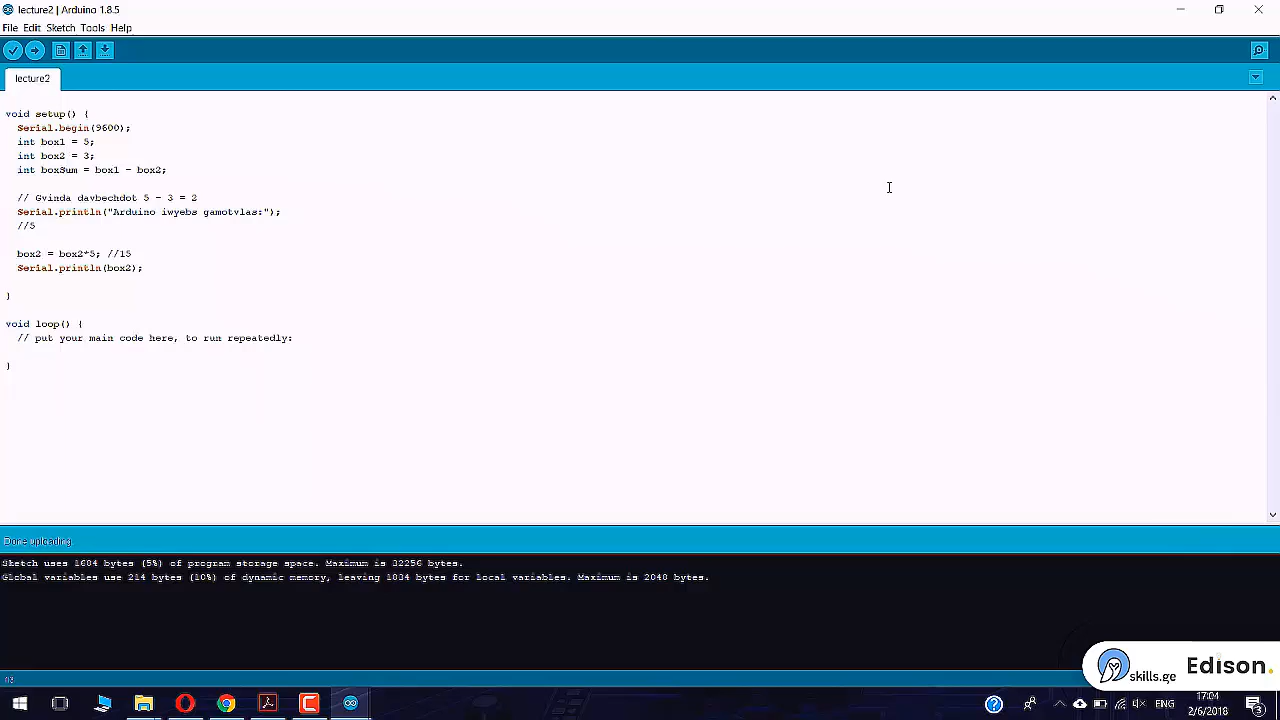 lecture2 | Arduino 1.8.5
File Edit Sketch Tools Help
lecture2
void setup() {
Serial.begin(9600);
int box1 = 5;
int box2 = 3;
int boxSum = box1 - box2;
// Gvinda davbechdot 5 - 3 = 2
Serial.println("Arduino iwyebs gamotvlas:");
//5
box2 = box2*5; //15
Serial.println(box2);
}
void loop() {
// put your main code here, to run repeatedly:
}
Done uploading.
Sketch uses 1604 bytes (5%) of program storage space. Maximum is 32256 bytes.
Global variables use 214 bytes (10%) of dynamic memory, leaving 1834 bytes for local variables. Maximum is 2048 bytes.
skills.ge Edison.
ENG
17:04
2/6/2018
3